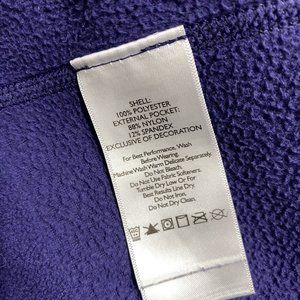 SHELL:
100% POLYESTER
EXTERNAL POCKET:
88% NYLON
12% SPANDEX
EXCLUSIVE OF DECORATION
For Best Performance, Wash
Before Wearing.
Machine Wash Warm Delicate Separately.
Do Not Bleach.
Do Not Use Fabric Softeners.
Tumble Dry Low Or For
Best Results Line Dry.
Do Not Iron.
Do Not Dry Clean.